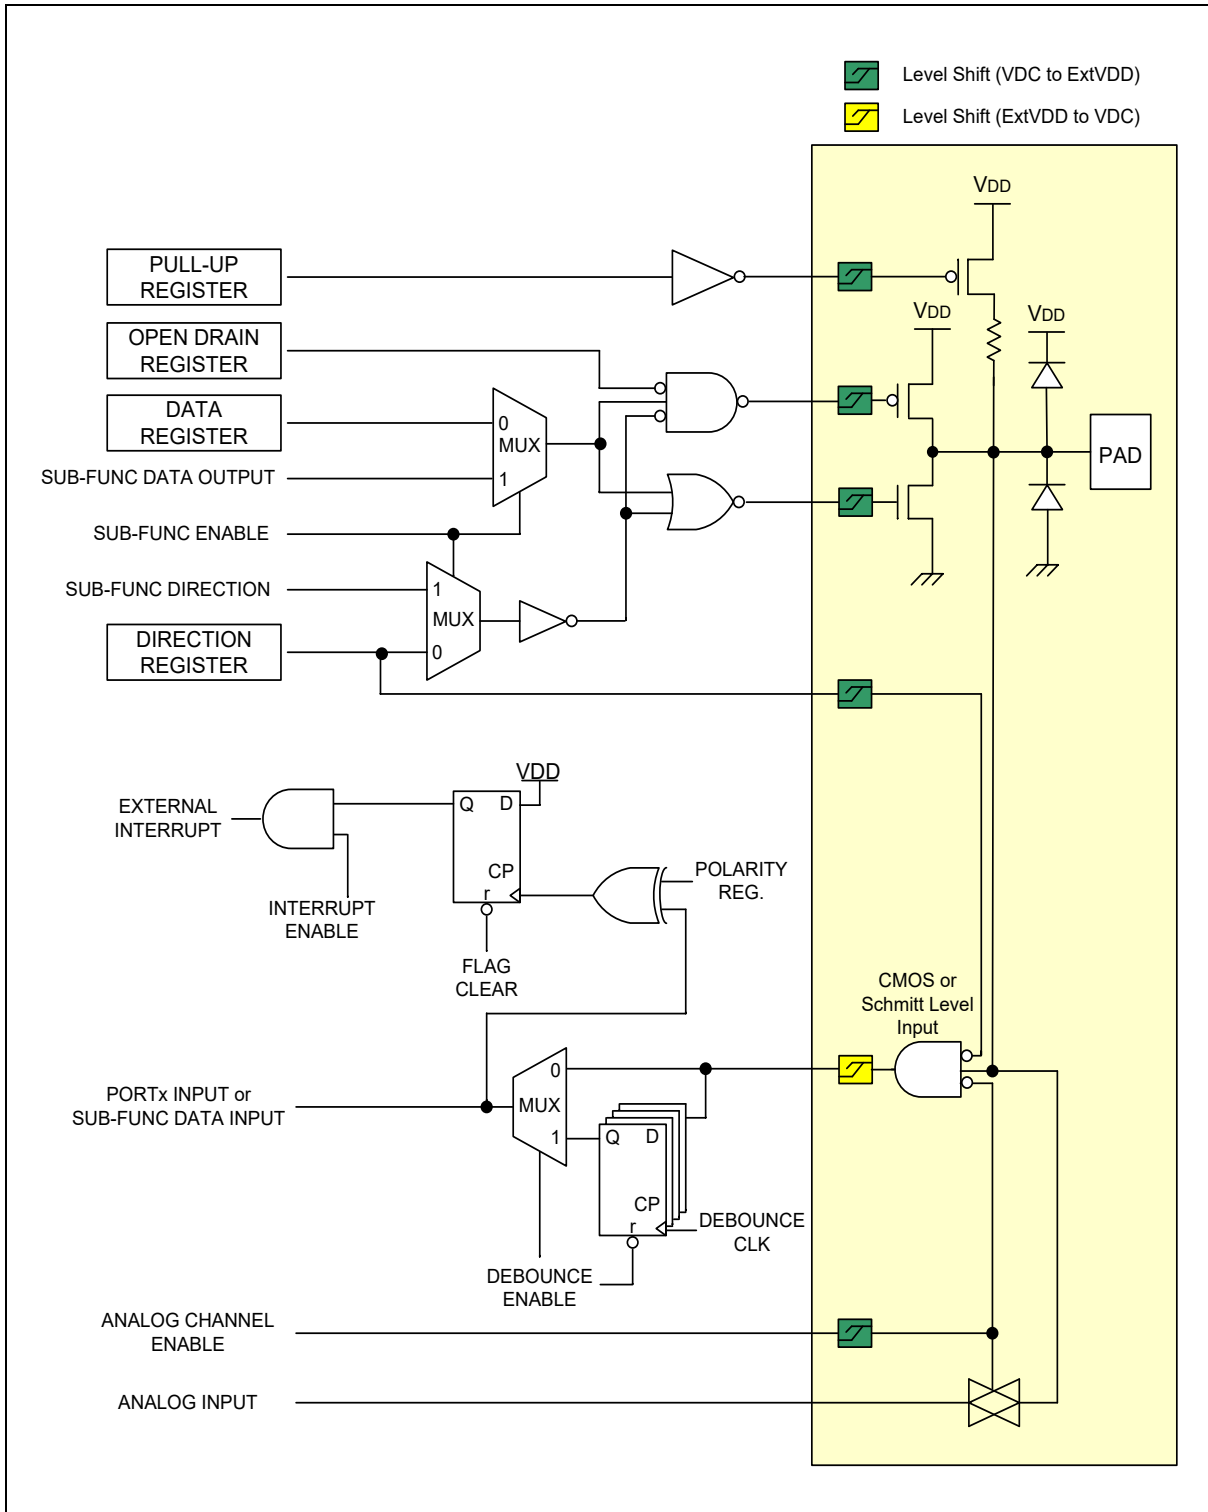 Level Shift (VDC to ExtVDD)
Level Shift (ExtVDD to VDC)
VDD
PULL-UP
REGISTER
VDD
VDD
OPEN DRAIN
REGISTER
DATA
REGISTER
0
MUX
1
PAD
SUB-FUNC DATA OUTPUT
SUB-FUNC ENABLE
SUB-FUNC DIRECTION
1
MUX
0
DIRECTION
REGISTER
VDD
EXTERNAL
INTERRUPT
Q D
CP
r
POLARITY
REG.
INTERRUPT
ENABLE
FLAG
CLEAR
CMOS or
Schmitt Level
Input
0
MUX
1
PORTx INPUT or
SUB-FUNC DATA INPUT
Q D
CP
r
DEBOUNCE
CLK
DEBOUNCE
ENABLE
ANALOG CHANNEL
ENABLE
ANALOG INPUT